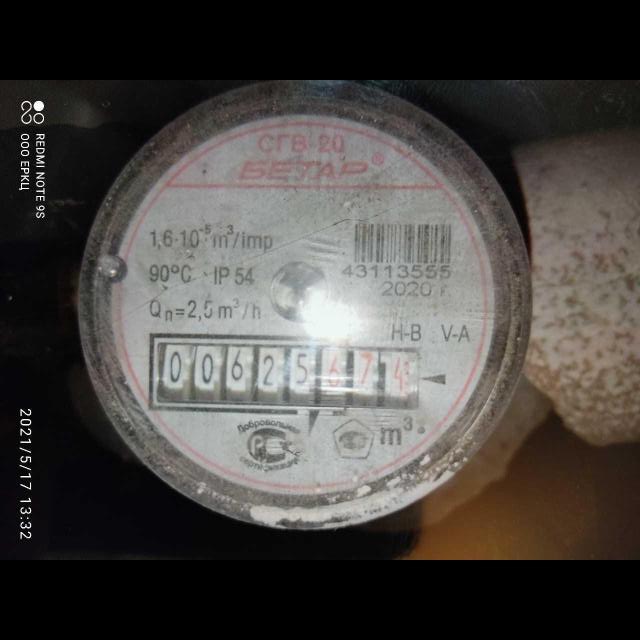 СГВ-20
БЕТАР®
1,6·10⁻⁵ m³/imp
90°C IP 54
43113555
2020 г
Qn=2,5 m³/h
H-B V-A
00625674
m³
Добровольная
REDMI NOTE 9S
ООО ЕРКЦ
2021/5/17 13:32